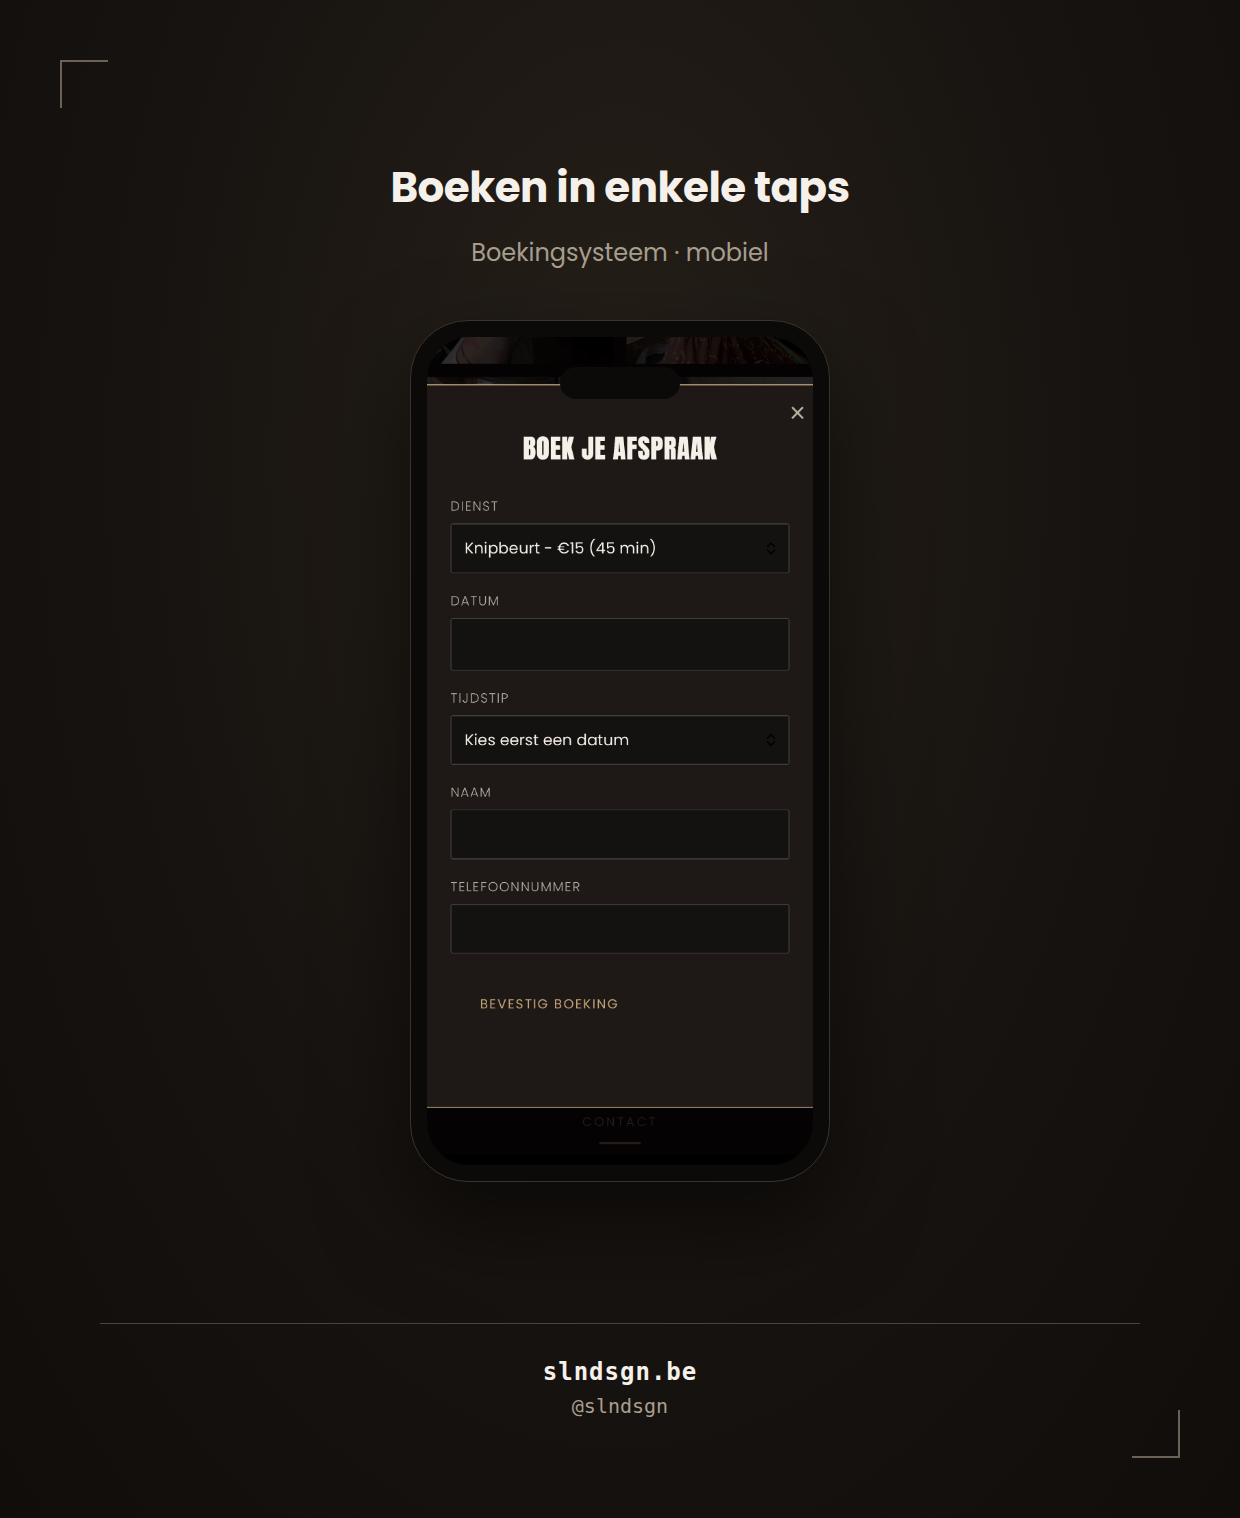 Boeken in enkele taps
Boekingsysteem · mobiel
×
BOEK JE AFSPRAAK
DIENST
Knipbeurt - €15 (45 min)
DATUM
TIJDSTIP
Kies eerst een datum
NAAM
TELEFOONNUMMER
BEVESTIG BOEKING
CONTACT
slndsgn.be
@slndsgn